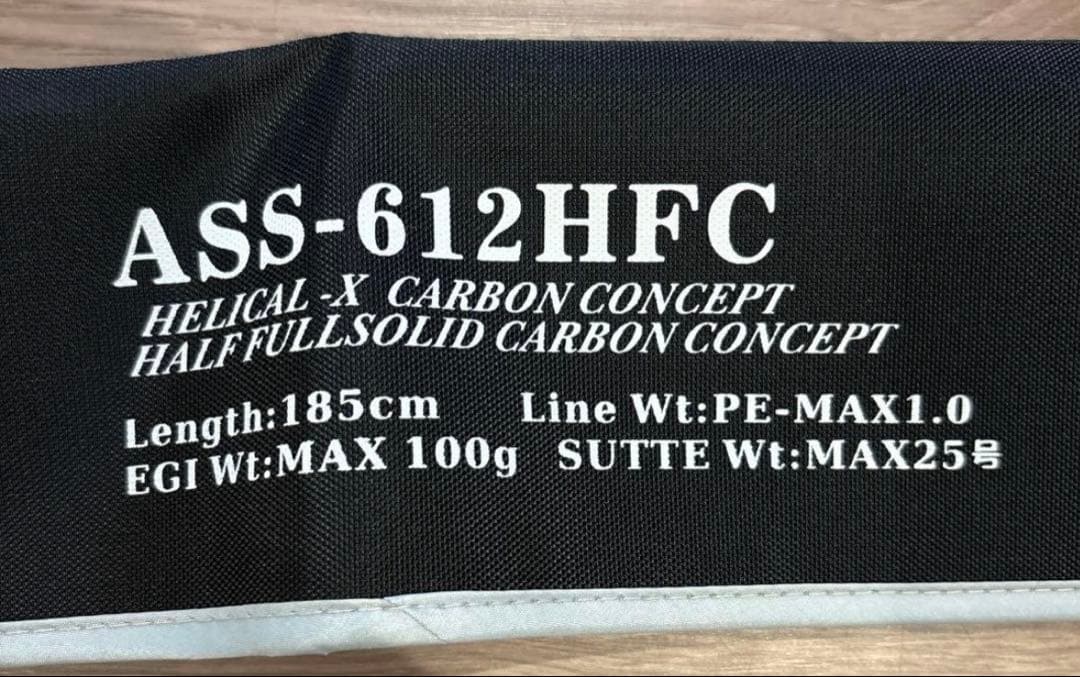 ASS-612HFC
HELICAL-X CARBON CONCEPT
HALFFULLSOLID CARBON CONCEPT
Length:185cm Line Wt:PE-MAX1.0
EGI Wt:MAX 100g SUTTE Wt:MAX25号